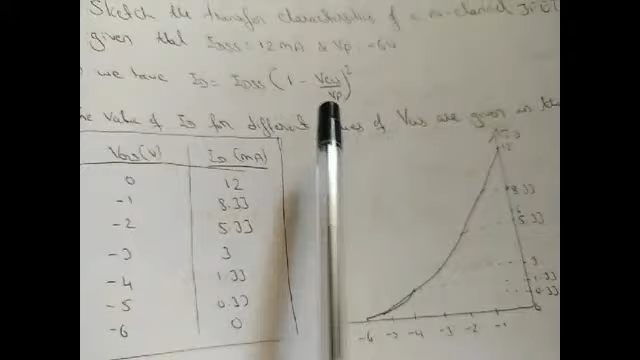 Sketch the transfer characteristics of a n-channel JFET
given that IDSS = 12mA & Vp -6V
we have ID = IDSS (1 - VGS/Vp)²
he value of ID for different values of VGS are given in the
VGS(V) ID (mA)
0 12
-1 8.33
-2 5.33
-3 3
-4 1.33
-5 0.33
-6 0
12
8.33
5.33
3
1.33
0.33
-6 -5 -4 -3 -2 -1